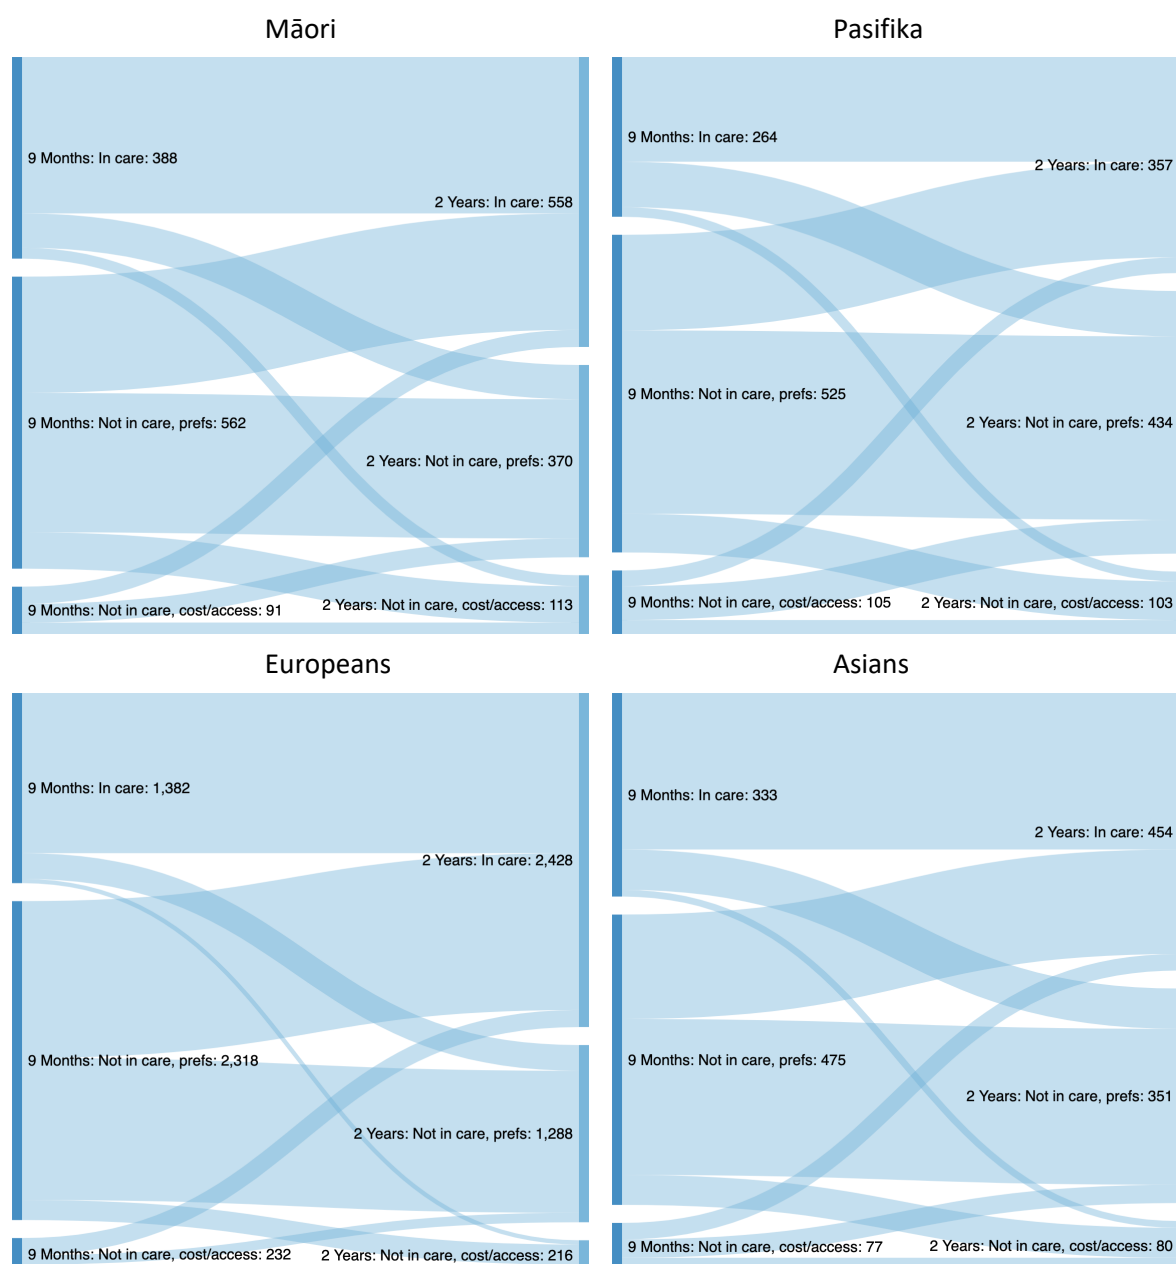 Māori
9 Months: In care: 388
2 Years: In care: 558
9 Months: Not in care, prefs: 562
2 Years: Not in care, prefs: 370
9 Months: Not in care, cost/access: 91
2 Years: Not in care, cost/access: 113
Pasifika
9 Months: In care: 264
2 Years: In care: 357
9 Months: Not in care, prefs: 525
2 Years: Not in care, prefs: 434
9 Months: Not in care, cost/access: 105
2 Years: Not in care, cost/access: 103
Europeans
9 Months: In care: 1,382
2 Years: In care: 2,428
9 Months: Not in care, prefs: 2,318
2 Years: Not in care, prefs: 1,288
9 Months: Not in care, cost/access: 232
2 Years: Not in care, cost/access: 216
Asians
9 Months: In care: 333
2 Years: In care: 454
9 Months: Not in care, prefs: 475
2 Years: Not in care, prefs: 351
9 Months: Not in care, cost/access: 77
2 Years: Not in care, cost/access: 80